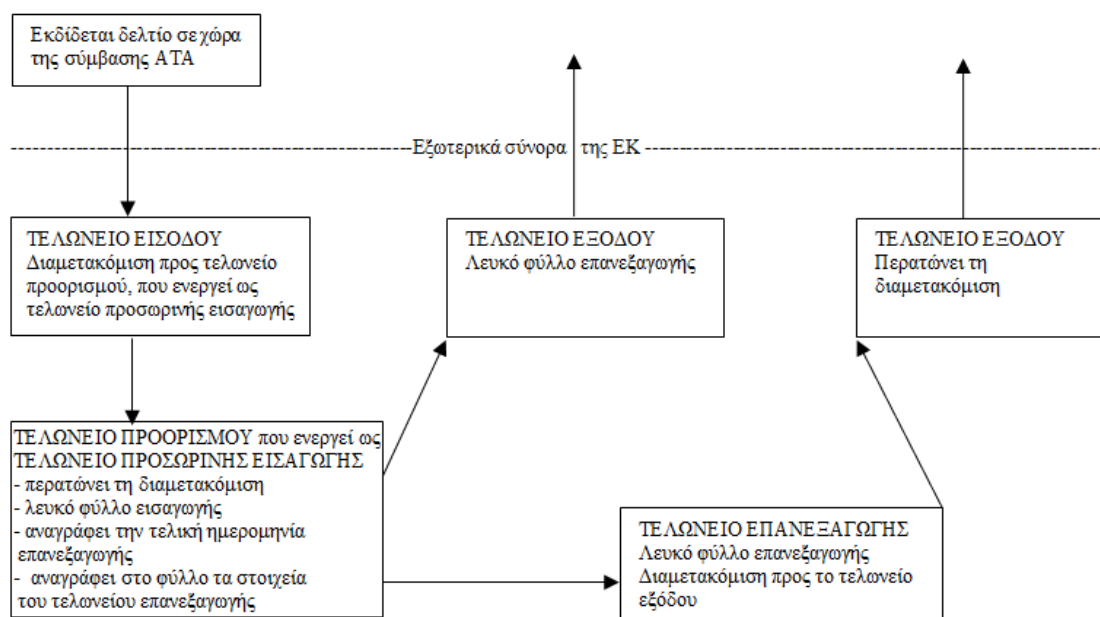 Εκδίδεται δελτίο σε χώρα
της σύμβασης ΑΤΑ
Εξωτερικά σύνορα της ΕΚ
ΤΕΛΩΝΕΙΟ ΕΙΣΟΔΟΥ
Διαμετακόμιση προς τελωνείο
προορισμού, που ενεργεί ως
τελωνείο προσωρινής εισαγωγής
ΤΕΛΩΝΕΙΟ ΕΞΟΔΟΥ
Λευκό φύλλο επανεξαγωγής
ΤΕΛΩΝΕΙΟ ΕΞΟΔΟΥ
Περατώνει τη
διαμετακόμιση
ΤΕΛΩΝΕΙΟ ΠΡΟΟΡΙΣΜΟΥ που ενεργεί ως
ΤΕΛΩΝΕΙΟ ΠΡΟΣΩΡΙΝΗΣ ΕΙΣΑΓΩΓΗΣ
- περατώνει τη διαμετακόμιση
- λευκό φύλλο εισαγωγής
- αναγράφει την τελική ημερομηνία
επανεξαγωγής
- αναγράφει στο φύλλο τα στοιχεία
του τελωνείου επανεξαγωγής
ΤΕΛΩΝΕΙΟ ΕΠΑΝΕΞΑΓΩΓΗΣ
Λευκό φύλλο επανεξαγωγής
Διαμετακόμιση προς το τελωνείο
εξόδου